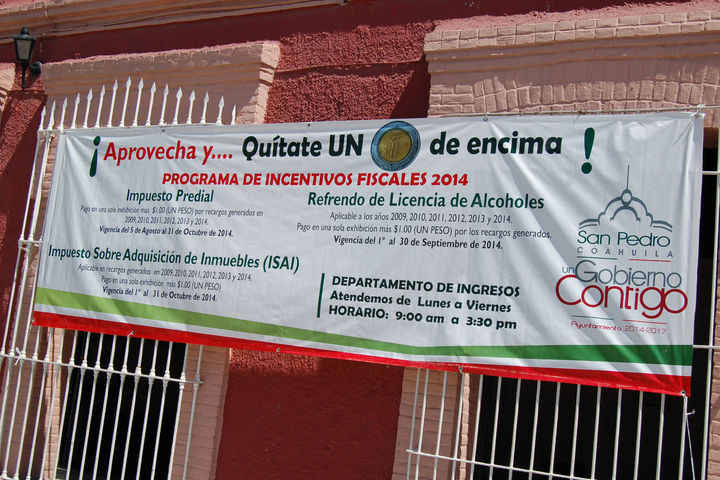 ¡Aprovecha y.... Quítate UN de encima !
PROGRAMA DE INCENTIVOS FISCALES 2014
Impuesto Predial
Pago en una sola exhibición más $1.00 (UN PESO) por recargos generados en
2009, 2010, 2011, 2012, 2013 y 2014.
Vigencia del 5 de Agosto al 31 de Octubre de 2014.
Impuesto Sobre Adquisición de Inmuebles (ISAI)
Aplicable en recargos generados en 2009, 2010, 2011, 2012, 2013 y 2014.
Pago en una sola exhibición más $1.00 (UN PESO)
Vigencia del 1° al 31 de Octubre de 2014.
Refrendo de Licencia de Alcoholes
Aplicable a los años 2009, 2010, 2011, 2012, 2013 y 2014.
Pago en una sola exhibición más $1.00 (UN PESO) por los recargos generados.
Vigencia del 1° al 30 de Septiembre de 2014.
DEPARTAMENTO DE INGRESOS
Atendemos de Lunes a Viernes
HORARIO: 9:00 am a 3:30 pm
San Pedro
COAHUILA
un Gobierno
Contigo
Ayuntamiento 2014-2017